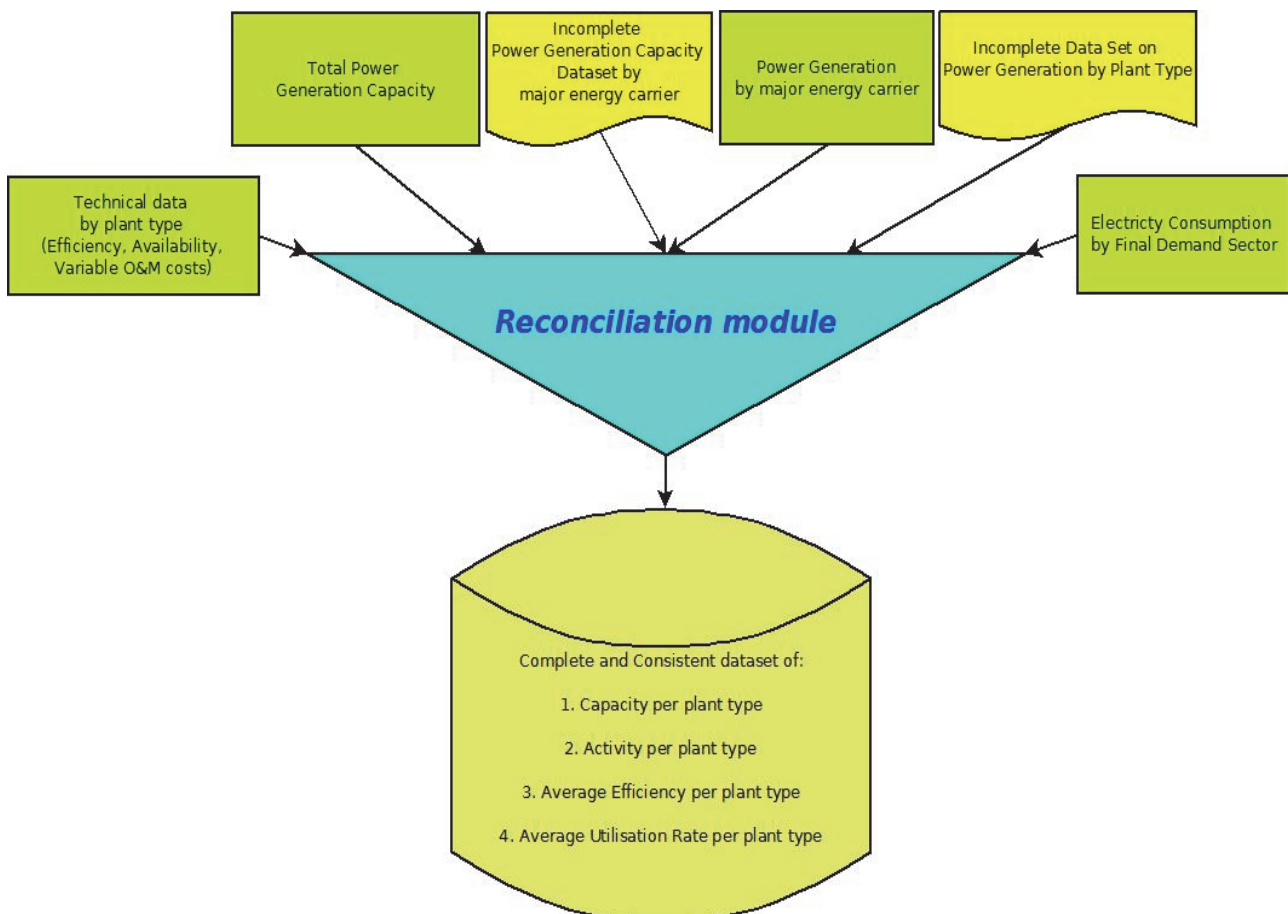 Total Power
Generation Capacity
Incomplete
Power Generation Capacity
Dataset by
major energy carrier
Power Generation
by major energy carrier
Incomplete Data Set on
Power Generation by Plant Type
Technical data
by plant type
(Efficiency, Availability,
Variable O&M costs)
Electricty Consumption
by Final Demand Sector
Reconciliation module
Complete and Consistent dataset of:
1. Capacity per plant type
2. Activity per plant type
3. Average Efficiency per plant type
4. Average Utilisation Rate per plant type